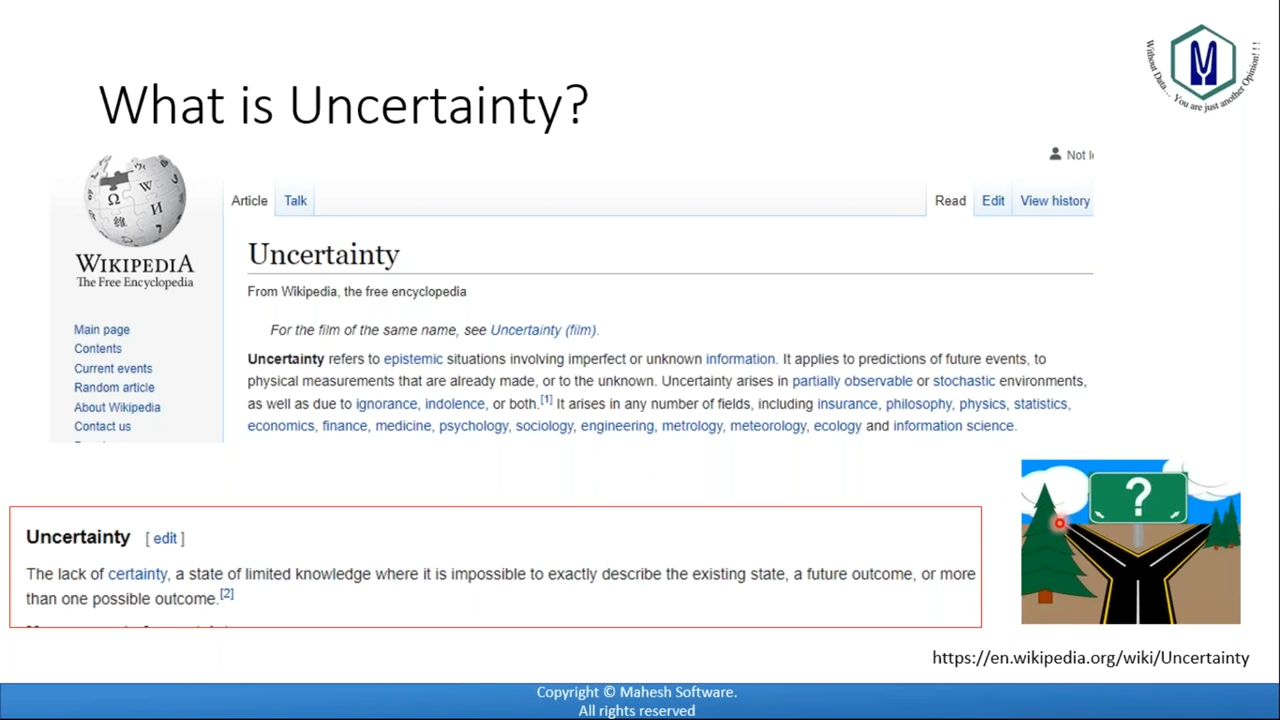 Without Data... You are just another Opinion!!!
What is Uncertainty?
Not l
Article Talk Read Edit View history
WIKIPEDIA
The Free Encyclopedia
Uncertainty
From Wikipedia, the free encyclopedia
Main page
Contents
Current events
Random article
About Wikipedia
Contact us
For the film of the same name, see Uncertainty (film).
Uncertainty refers to epistemic situations involving imperfect or unknown information. It applies to predictions of future events, to
physical measurements that are already made, or to the unknown. Uncertainty arises in partially observable or stochastic environments,
as well as due to ignorance, indolence, or both.[1] It arises in any number of fields, including insurance, philosophy, physics, statistics,
economics, finance, medicine, psychology, sociology, engineering, metrology, meteorology, ecology and information science.
?
Uncertainty [ edit ]
The lack of certainty, a state of limited knowledge where it is impossible to exactly describe the existing state, a future outcome, or more
than one possible outcome.[2]
https://en.wikipedia.org/wiki/Uncertainty
Copyright © Mahesh Software.
All rights reserved